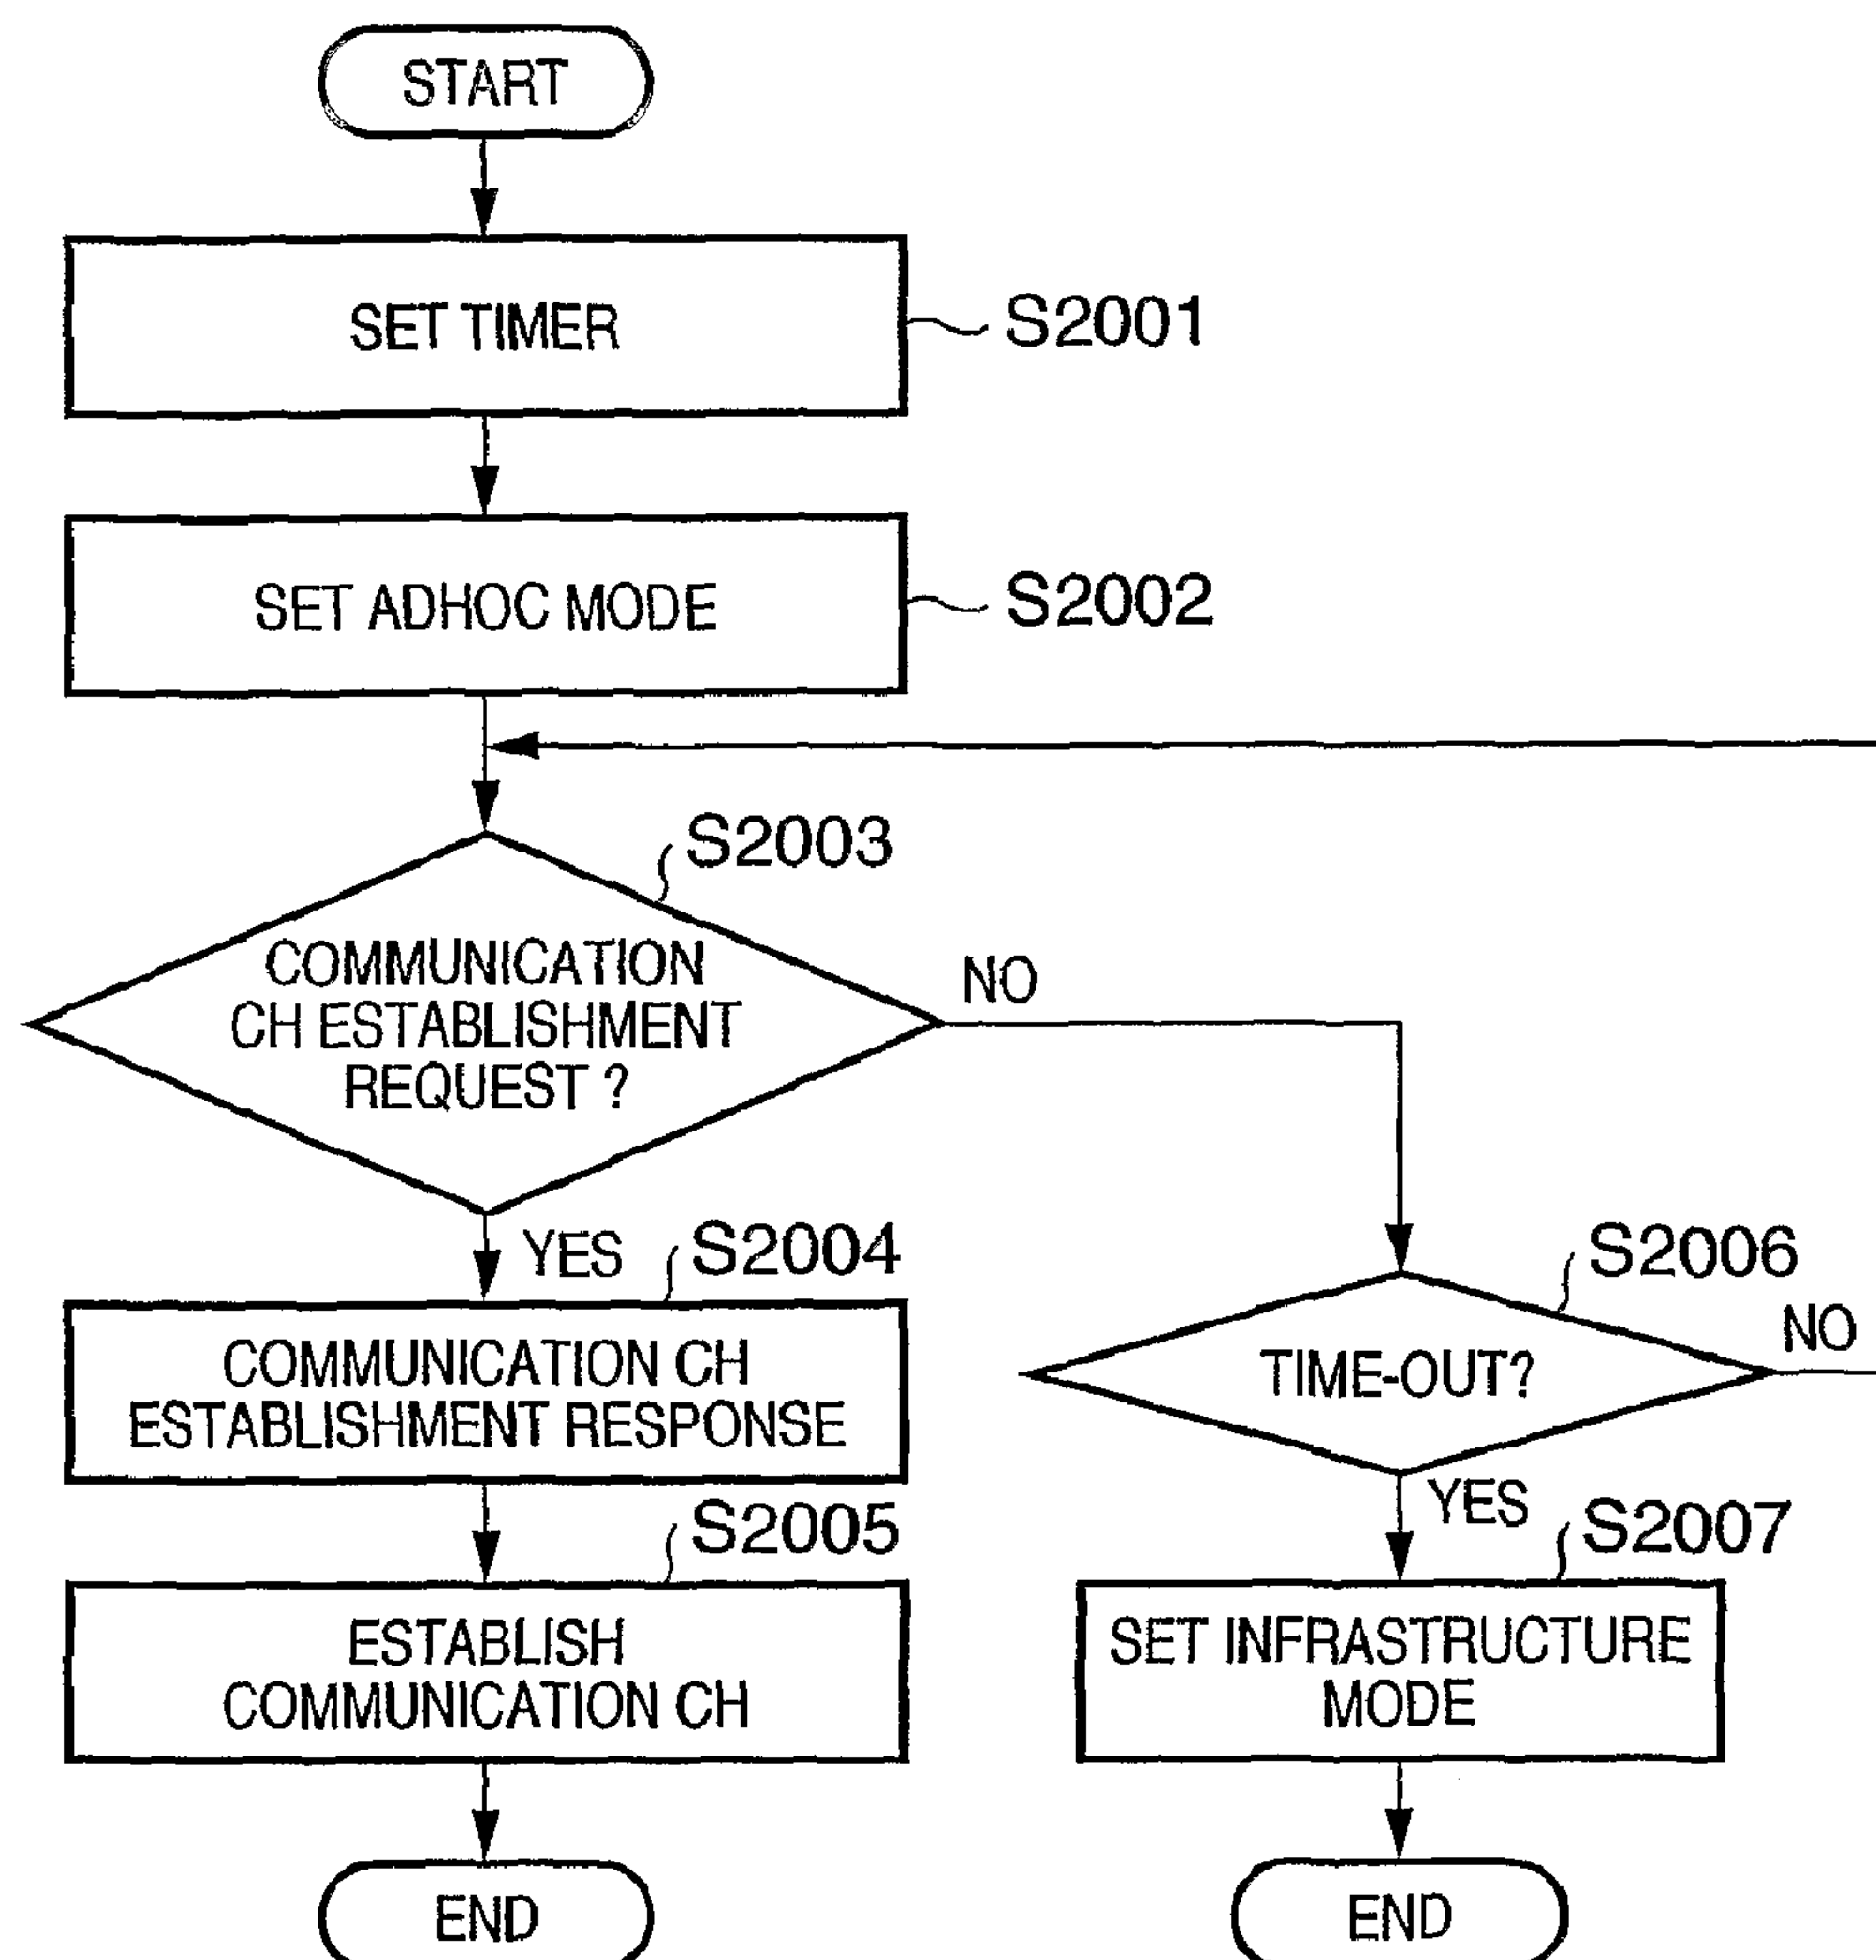 START
SET TIMER
S2001
SET ADHOC MODE
S2002
S2003
COMMUNICATION
CH ESTABLISHMENT
REQUEST ?
NO
YES
S2004
COMMUNICATION CH
ESTABLISHMENT RESPONSE
S2005
ESTABLISH
COMMUNICATION CH
END
S2006
TIME-OUT?
NO
YES
S2007
SET INFRASTRUCTURE
MODE
END